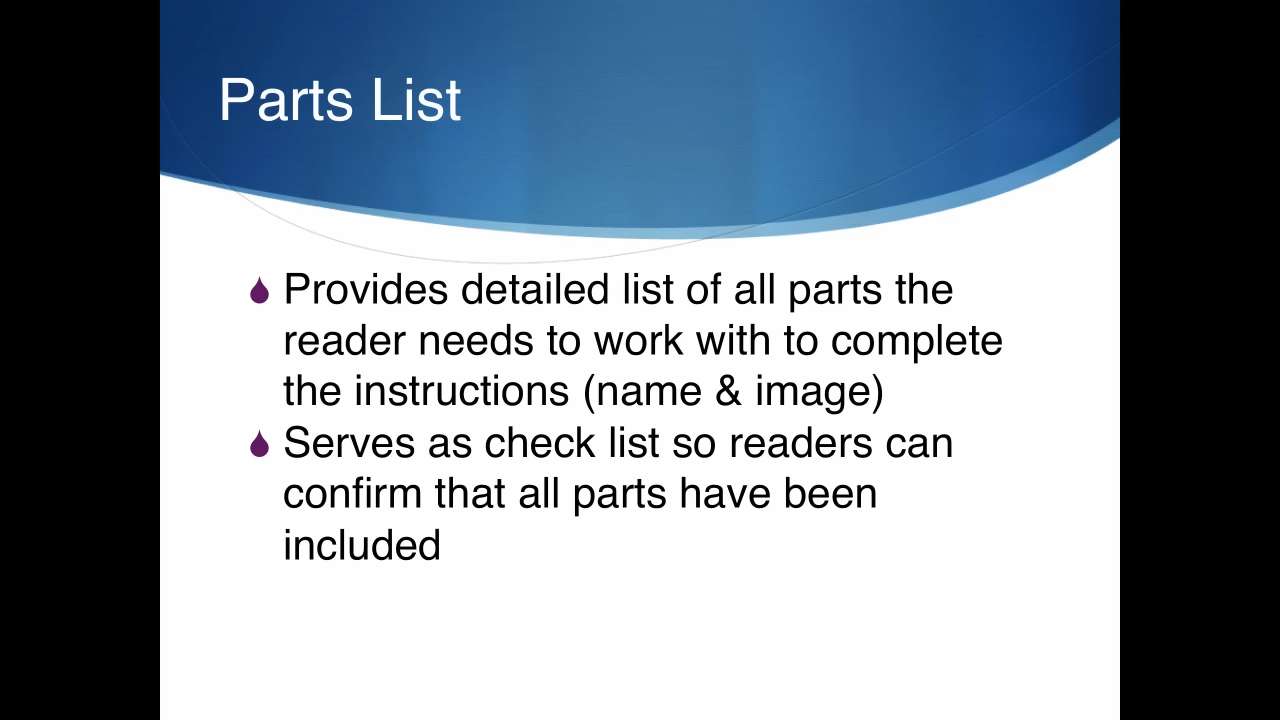 Parts List
Provides detailed list of all parts the
reader needs to work with to complete
the instructions (name & image)
Serves as check list so readers can
confirm that all parts have been
included